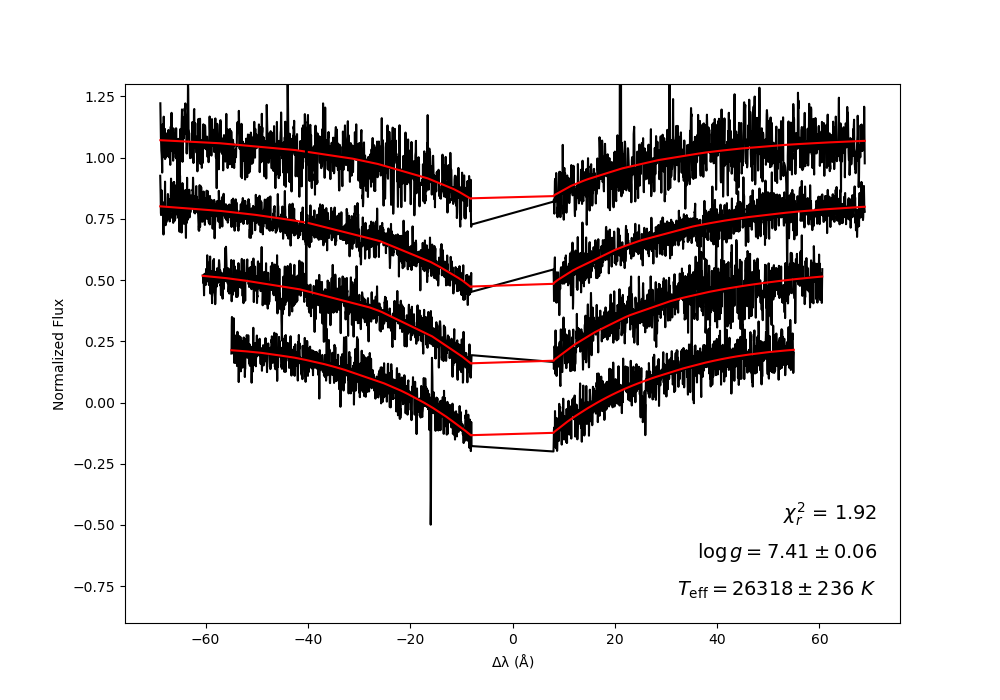 1.25
1.00
0.75
0.50
0.25
0.00
−0.25
−0.50
−0.75
Normalized Flux
χ²ᵣ = 1.92
log g = 7.41 ± 0.06
T_eff = 26318 ± 236 K
−60 −40 −20 0 20 40 60
Δλ (Å)